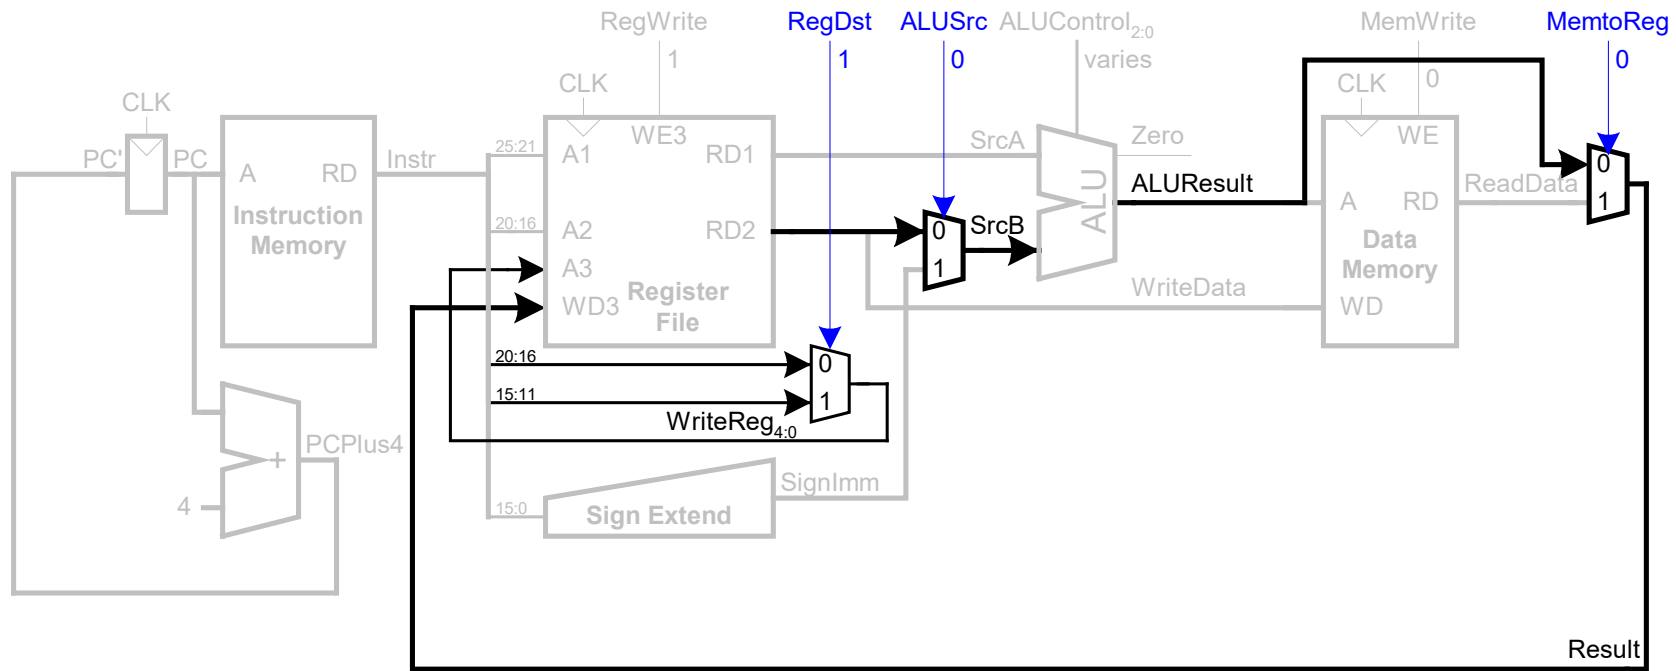 RegWrite
RegDst
ALUSrc
ALUControl2:0
MemWrite
MemtoReg
1
1
0
varies
0
0
CLK
CLK
CLK
PC'
PC
A
RD
Instr
Instruction
Memory
25:21
A1
WE3
RD1
SrcA
Zero
WE
20:16
A2
RD2
A3
WD3
Register
File
0
1
SrcB
ALU
ALUResult
A
RD
ReadData
0
1
Data
Memory
WriteData
WD
20:16
0
15:11
1
WriteReg4:0
PCPlus4
+
4
SignImm
15:0
Sign Extend
Result